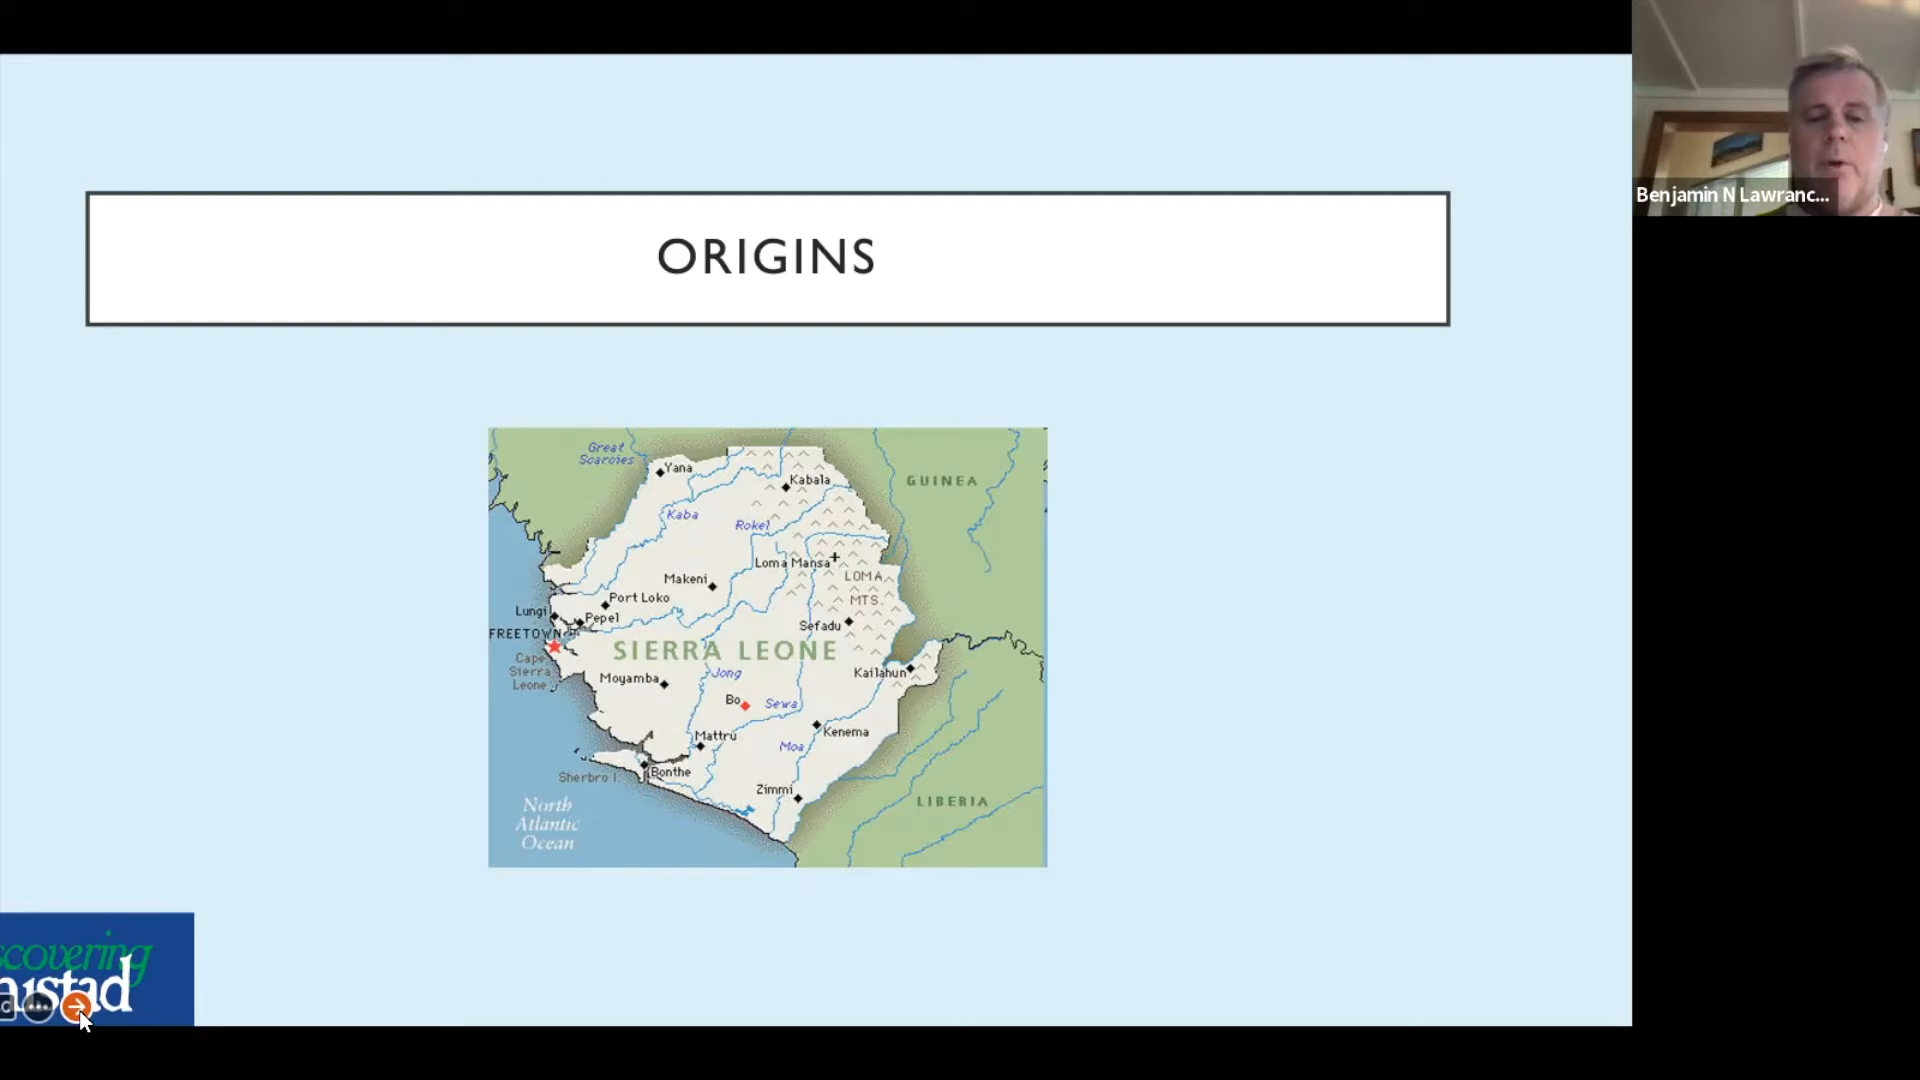 Benjamin N Lawranc...
ORIGINS
Great
Scarcies
Yana
Kabala
GUINEA
Kaba
Rokel
Loma Mansa
LOMA
MTS.
Makeni
Port Loko
Lungi
Pepel
Sefadu
FREETOWN
SIERRA LEONE
Cape
Sierra
Leone
Moyamba
Jong
Kailahun
Bo
Sewa
Mattru
Kenema
Moa
Sherbro I.
Bonthe
Zimmi
LIBERIA
North
Atlantic
Ocean
scovering
mistad